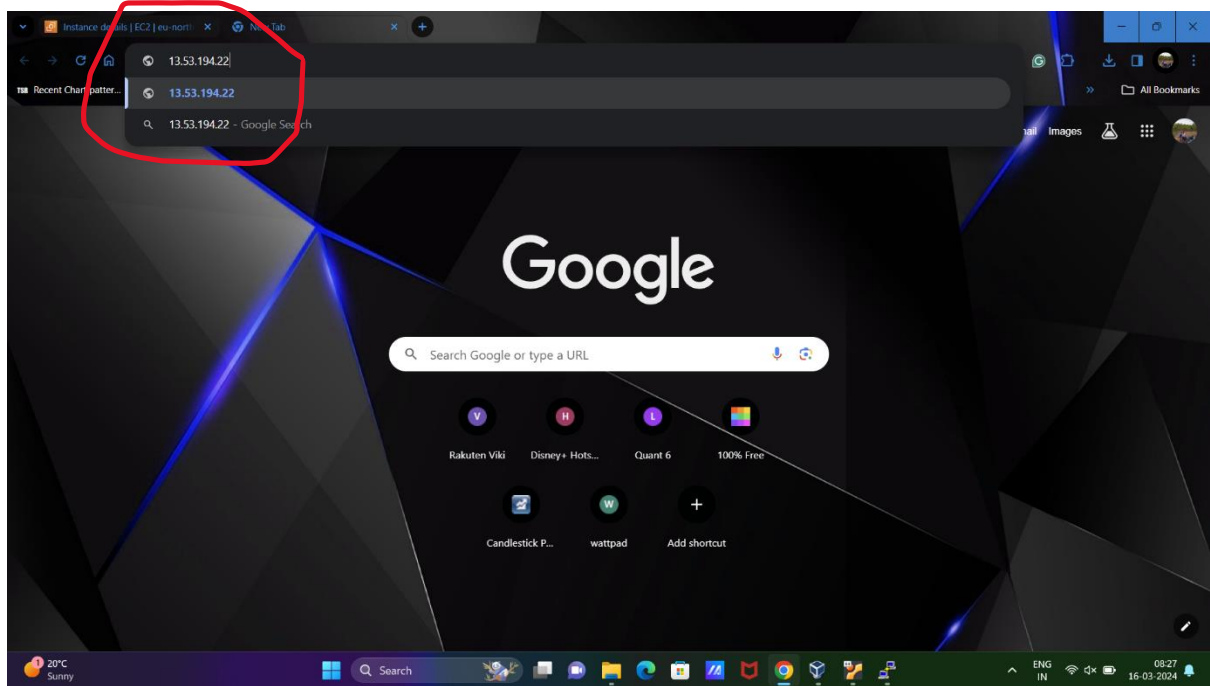 Instance details | EC2 | eu-north
New Tab
13.53.194.22
TSR Recent Chart patter...
13.53.194.22
All Bookmarks
13.53.194.22 - Google Search
Images
Google
Search Google or type a URL
V
H
L
Rakuten Viki
Disney+ Hots...
Quant 6
100% Free
W
Candlestick P...
wattpad
Add shortcut
1
20°C
Sunny
Search
ENG
IN
08:27
16-03-2024